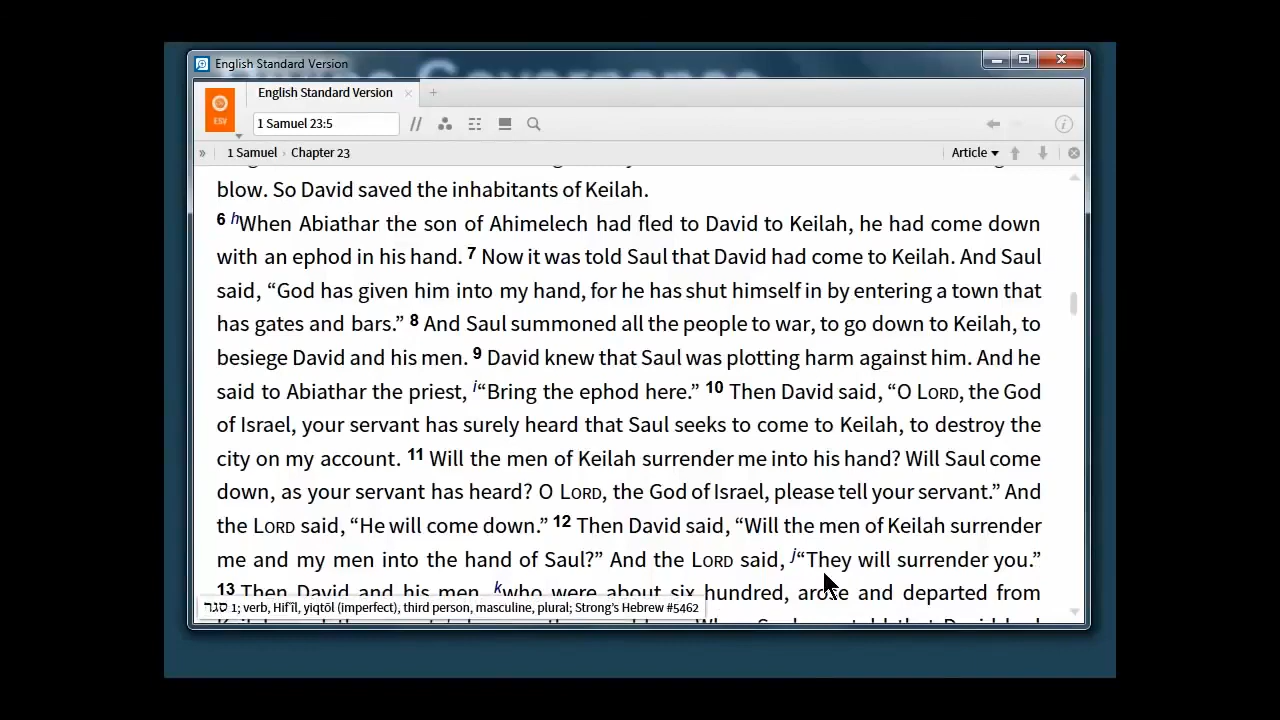 Governance
English Standard Version
ESV
English Standard Version
1 Samuel 23:5
1 Samuel › Chapter 23
Article
blow. So David saved the inhabitants of Keilah.
6 hWhen Abiathar the son of Ahimelech had fled to David to Keilah, he had come down
with an ephod in his hand. 7 Now it was told Saul that David had come to Keilah. And Saul
said, “God has given him into my hand, for he has shut himself in by entering a town that
has gates and bars.” 8 And Saul summoned all the people to war, to go down to Keilah, to
besiege David and his men. 9 David knew that Saul was plotting harm against him. And he
said to Abiathar the priest, i“Bring the ephod here.” 10 Then David said, “O LORD, the God
of Israel, your servant has surely heard that Saul seeks to come to Keilah, to destroy the
city on my account. 11 Will the men of Keilah surrender me into his hand? Will Saul come
down, as your servant has heard? O LORD, the God of Israel, please tell your servant.” And
the LORD said, “He will come down.” 12 Then David said, “Will the men of Keilah surrender
me and my men into the hand of Saul?” And the LORD said, j“They will surrender you.”
13 Then David and his men, kwho were about six hundred, arose and departed from
סגר 1; verb, Hifʿîl, yiqtōl (imperfect), third person, masculine, plural; Strong’s Hebrew #5462